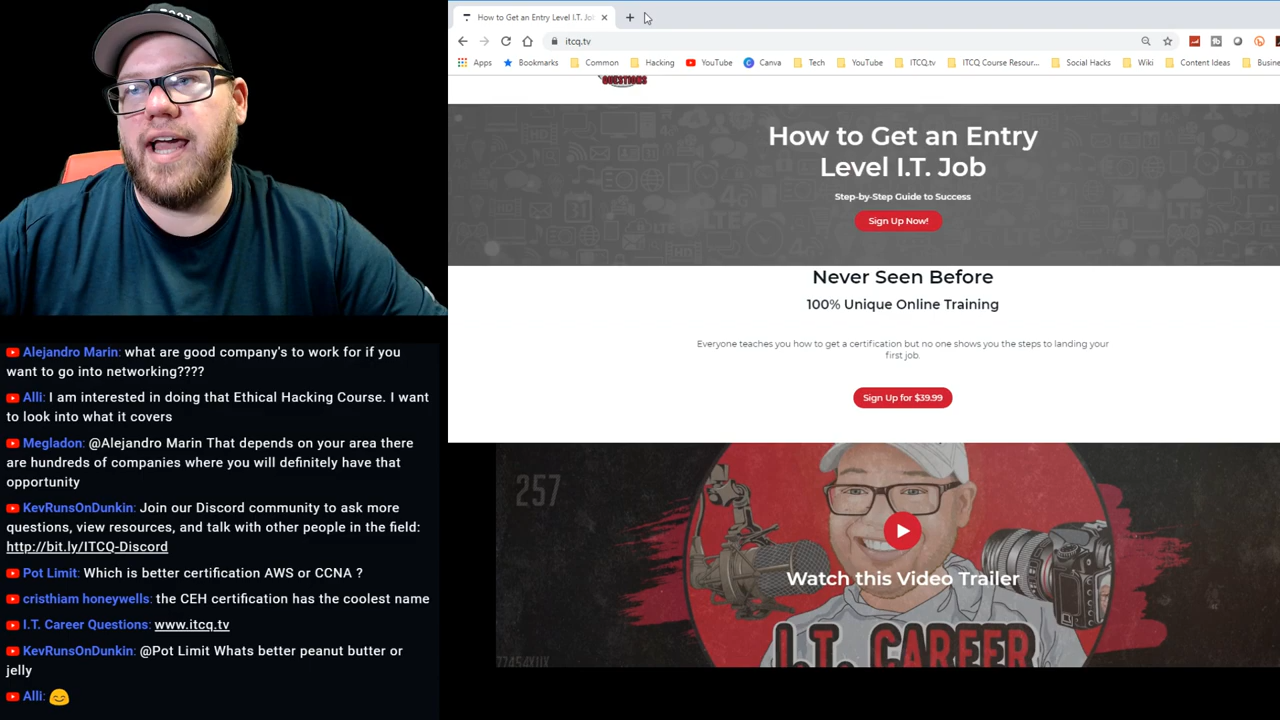 How to Get an Entry Level I.T. Jo
itcq.tv
Apps
Bookmarks
Common
Hacking
YouTube
Canva
Tech
YouTube
ITCQ.tv
ITCQ Course Resour...
Social Hacks
Wiki
Content Ideas
QUESTIONS
How to Get an Entry
Level I.T. Job
Step-by-Step Guide to Success
Sign Up Now!
Never Seen Before
100% Unique Online Training
Everyone teaches you how to get a certification but no one shows you the steps to landing your
first job.
Sign Up for $39.99
257
Watch this Video Trailer
I.T. CAREER
Alejandro Marin: what are good company's to work for if you
want to go into networking????
Alli: I am interested in doing that Ethical Hacking Course. I want
to look into what it covers
Megladon: @Alejandro Marin That depends on your area there
are hundreds of companies where you will definitely have that
opportunity
KevRunsOnDunkin: Join our Discord community to ask more
questions, view resources, and talk with other people in the field:
http://bit.ly/ITCQ-Discord
Pot Limit: Which is better certification AWS or CCNA ?
cristhiam honeywells: the CEH certification has the coolest name
I.T. Career Questions: www.itcq.tv
KevRunsOnDunkin: @Pot Limit Whats better peanut butter or
jelly
Alli: 😊